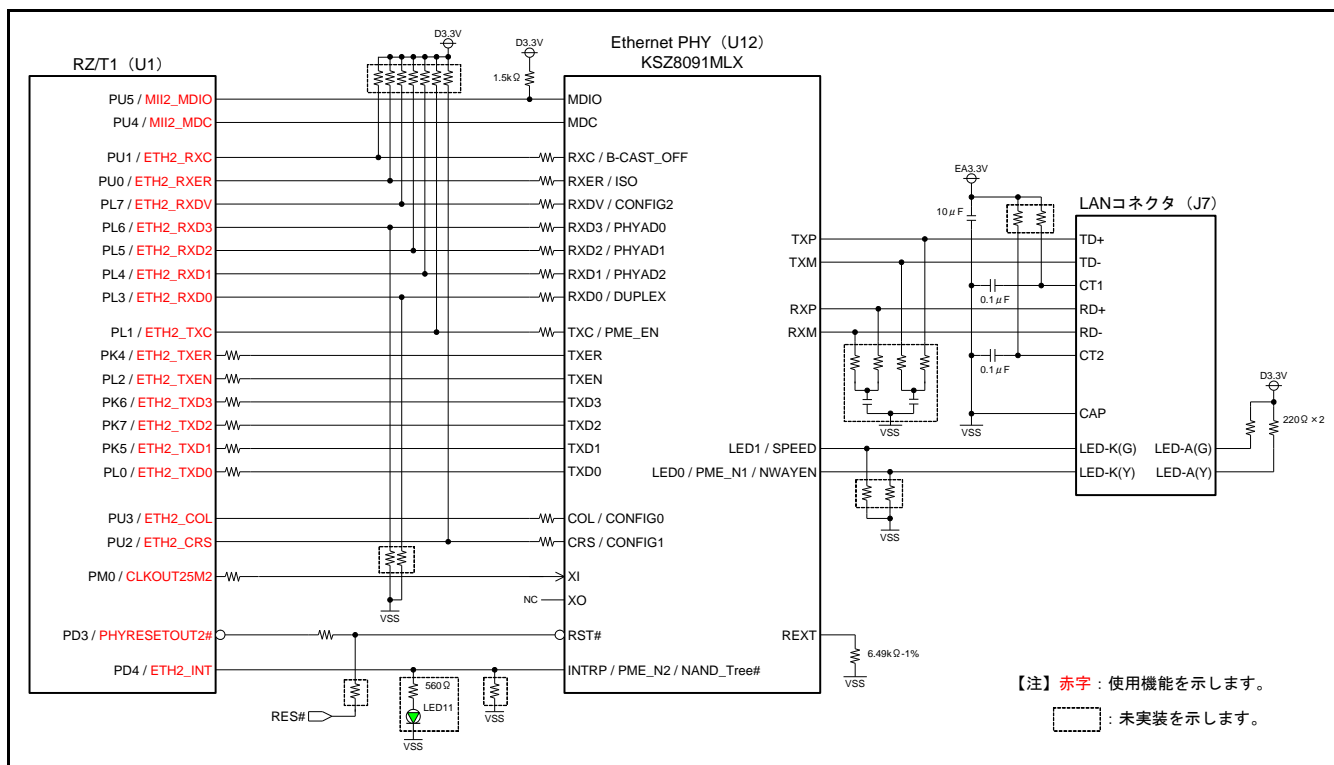 RZ/T1（U1）
PU5 / MII2_MDIO
PU4 / MII2_MDC
PU1 / ETH2_RXC
PU0 / ETH2_RXER
PL7 / ETH2_RXDV
PL6 / ETH2_RXD3
PL5 / ETH2_RXD2
PL4 / ETH2_RXD1
PL3 / ETH2_RXD0
PL1 / ETH2_TXC
PK4 / ETH2_TXER
PL2 / ETH2_TXEN
PK6 / ETH2_TXD3
PK7 / ETH2_TXD2
PK5 / ETH2_TXD1
PL0 / ETH2_TXD0
PU3 / ETH2_COL
PU2 / ETH2_CRS
PM0 / CLKOUT25M2
PD3 / PHYRESETOUT2#
PD4 / ETH2_INT
RES#
D3.3V
D3.3V
1.5kΩ
VSS
NC
560Ω
LED11
VSS
VSS
Ethernet PHY（U12）
KSZ8091MLX
MDIO
MDC
RXC / B-CAST_OFF
RXER / ISO
RXDV / CONFIG2
RXD3 / PHYAD0
RXD2 / PHYAD1
RXD1 / PHYAD2
RXD0 / DUPLEX
TXC / PME_EN
TXER
TXEN
TXD3
TXD2
TXD1
TXD0
COL / CONFIG0
CRS / CONFIG1
XI
XO
RST#
INTRP / PME_N2 / NAND_Tree#
TXP
TXM
RXP
RXM
LED1 / SPEED
LED0 / PME_N1 / NWAYEN
REXT
6.49kΩ-1%
VSS
EA3.3V
10μF
0.1μF
0.1μF
VSS
VSS
VSS
LANコネクタ（J7）
TD+
TD-
CT1
RD+
RD-
CT2
CAP
LED-K(G)
LED-K(Y)
LED-A(G)
LED-A(Y)
D3.3V
220Ω×2
【注】赤字：使用機能を示します。
：未実装を示します。